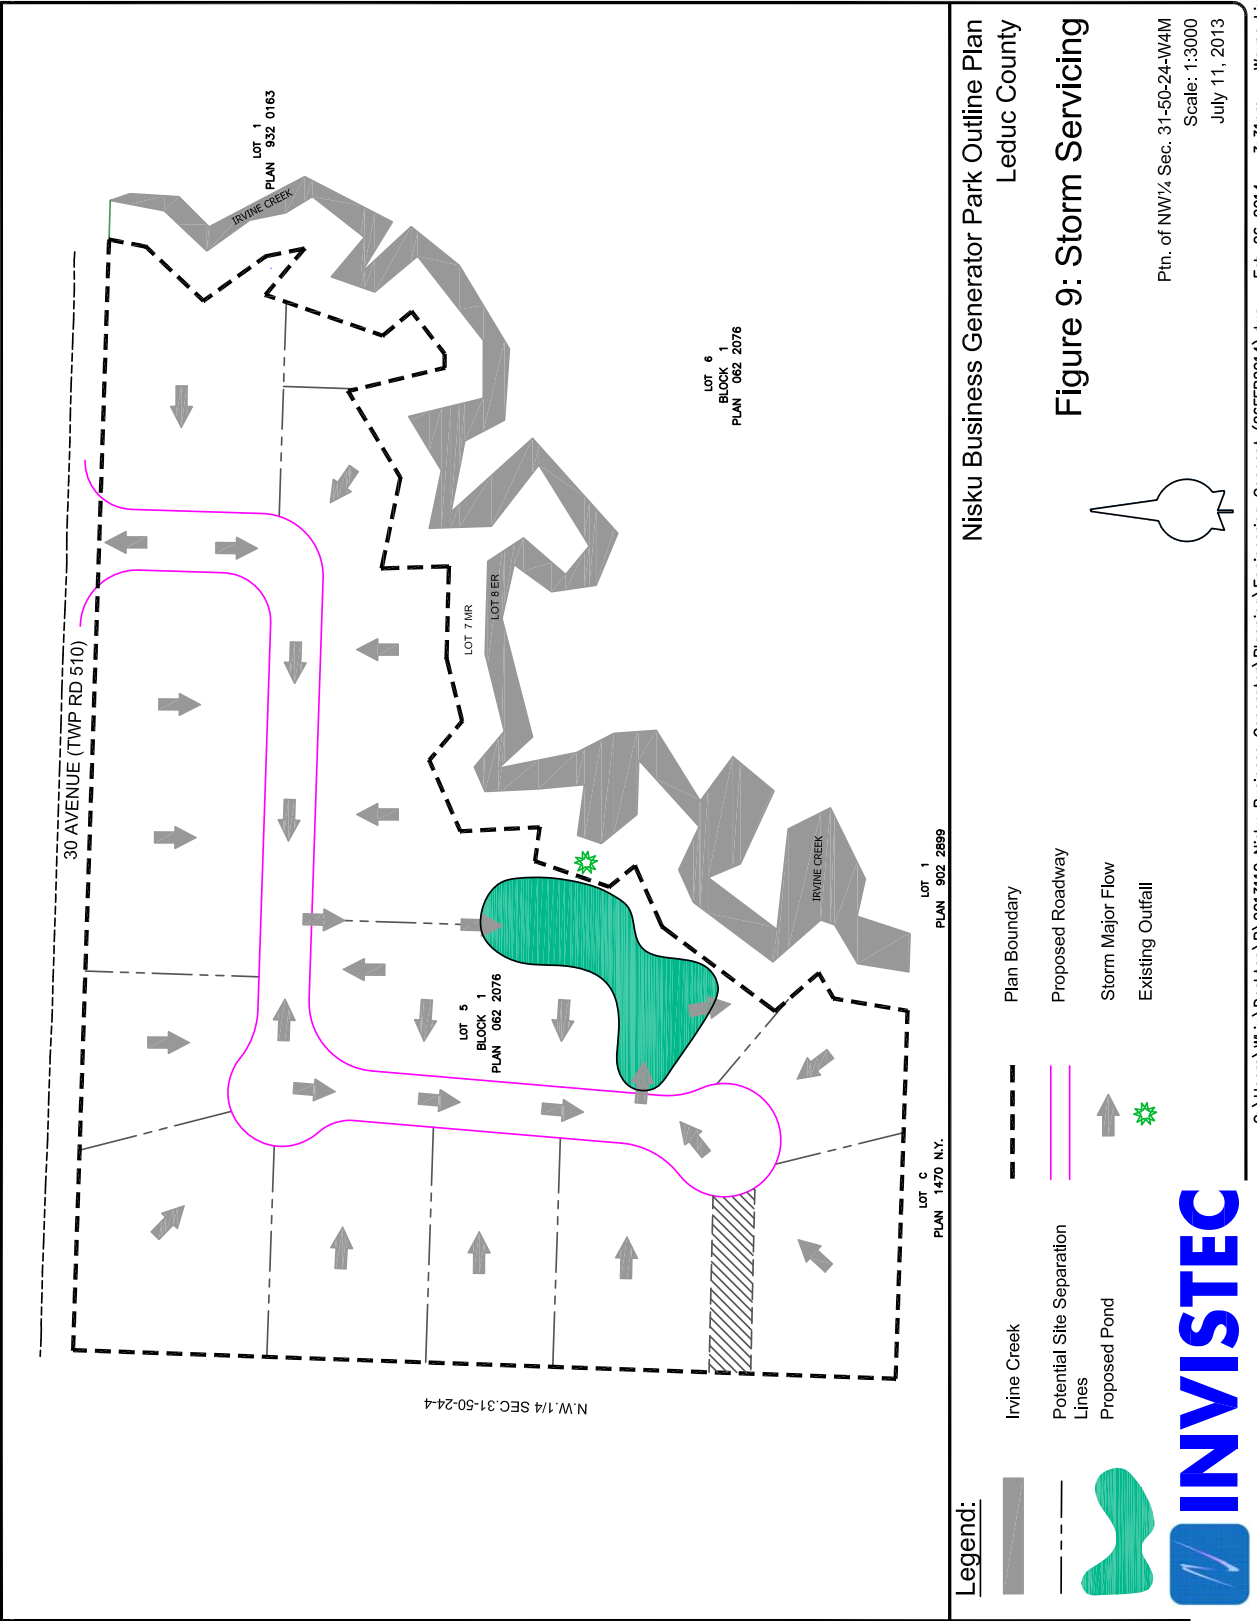 LOT 1
PLAN 932 0163
IRVINE CREEK
30 AVENUE (TWP RD 510)
LOT 6
BLOCK 1
PLAN 062 2076
LOT 7 MR
LOT 8 ER
LOT 5
BLOCK 1
PLAN 062 2076
IRVINE CREEK
LOT 1
PLAN 902 2899
LOT C
PLAN 1470 N.Y.
N.W.1/4 SEC.31-50-24-4
Legend:
Irvine Creek
Potential Site Separation
Lines
Proposed Pond
Plan Boundary
Proposed Roadway
Storm Major Flow
Existing Outfall
Nisku Business Generator Park Outline Plan
Leduc County
Figure 9: Storm Servicing
Ptn. of NW¼ Sec. 31-50-24-W4M
Scale: 1:3000
July 11, 2013
INVISTEC